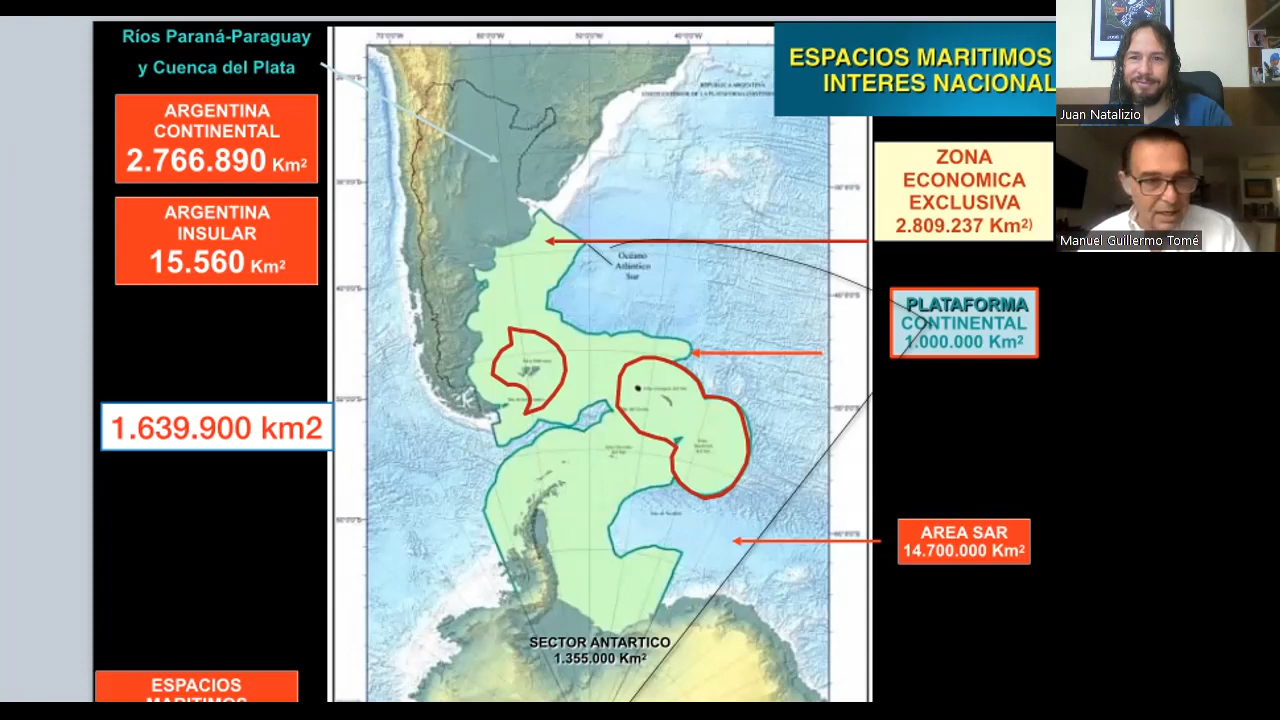 Ríos Paraná-Paraguay
y Cuenca del Plata
ARGENTINA
CONTINENTAL
2.766.890 Km²
ARGENTINA
INSULAR
15.560 Km²
1.639.900 km2
ESPACIOS
MARITIMOS
ESPACIOS MARITIMOS
INTERES NACIONAL
REPUBLICA ARGENTINA
Océano
Atlántico
Sur
SECTOR ANTARTICO
1.355.000 Km²
ZONA
ECONOMICA
EXCLUSIVA
2.809.237 Km²)
PLATAFORMA
CONTINENTAL
1.000.000 Km²
AREA SAR
14.700.000 Km²
Juan Natalizio
Manuel Guillermo Tomé